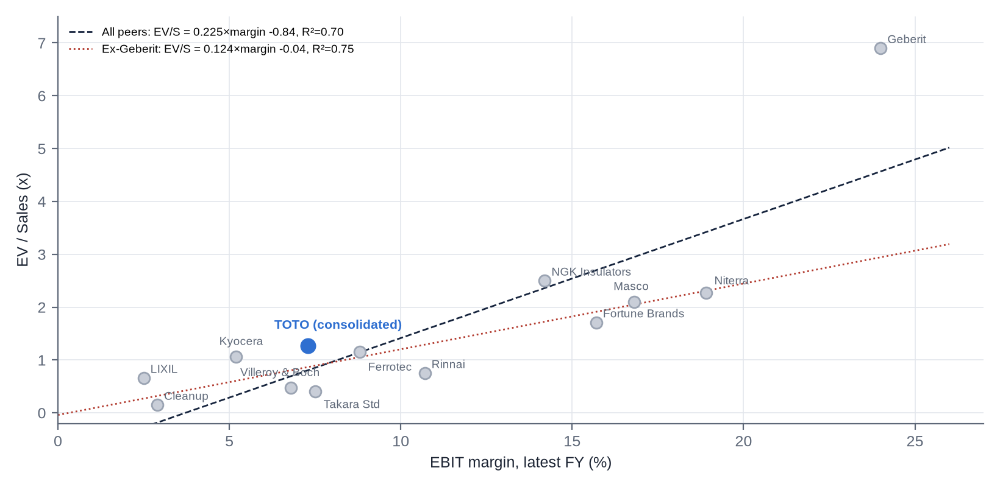 All peers: EV/S = 0.225×margin -0.84, R²=0.70
Ex-Geberit: EV/S = 0.124×margin -0.04, R²=0.75
Geberit
NGK Insulators
Masco
Niterra
Fortune Brands
TOTO (consolidated)
Kyocera
LIXIL
Villeroy & Boch
Ferrotec
Rinnai
Cleanup
Takara Std
EV / Sales (x)
7
6
5
4
3
2
1
0
0
5
10
15
20
25
EBIT margin, latest FY (%)